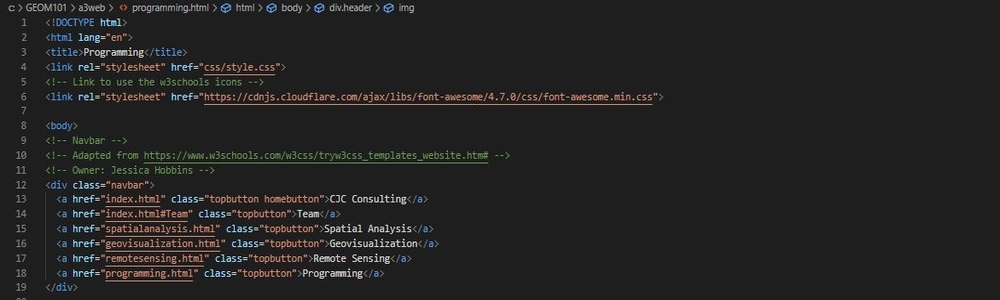 C: > GEOM101 > a3web > <> programming.html > html > body > div.header > img
1 <!DOCTYPE html>
2 <html lang="en">
3 <title>Programming</title>
4 <link rel="stylesheet" href="css/style.css">
5 <!-- Link to use the w3schools icons -->
6 <link rel="stylesheet" href="https://cdnjs.cloudflare.com/ajax/libs/font-awesome/4.7.0/css/font-awesome.min.css">
7
8 <body>
9 <!-- Navbar -->
10 <!-- Adapted from https://www.w3schools.com/w3css/tryw3css_templates_website.htm# -->
11 <!-- Owner: Jessica Hobbins -->
12 <div class="navbar">
13 <a href="index.html" class="topbutton homebutton">CJC Consulting</a>
14 <a href="index.html#Team" class="topbutton">Team</a>
15 <a href="spatialanalysis.html" class="topbutton">Spatial Analysis</a>
16 <a href="geovisualization.html" class="topbutton">Geovisualization</a>
17 <a href="remotesensing.html" class="topbutton">Remote Sensing</a>
18 <a href="programming.html" class="topbutton">Programming</a>
19 </div>